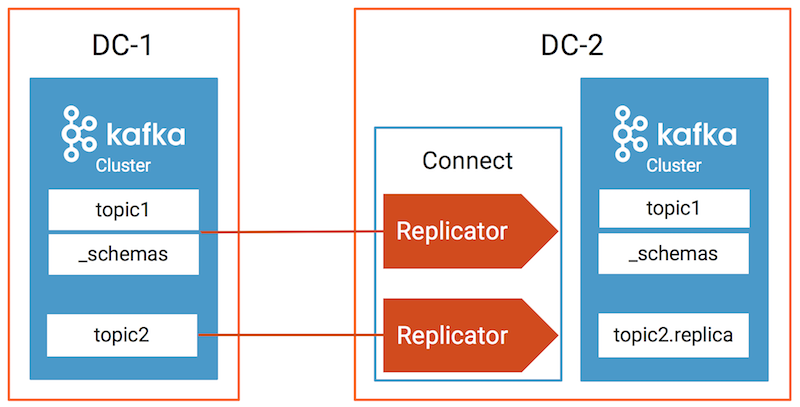 DC-1
kafka
Cluster
topic1
_schemas
topic2
DC-2
Connect
Replicator
Replicator
kafka
Cluster
topic1
_schemas
topic2.replica